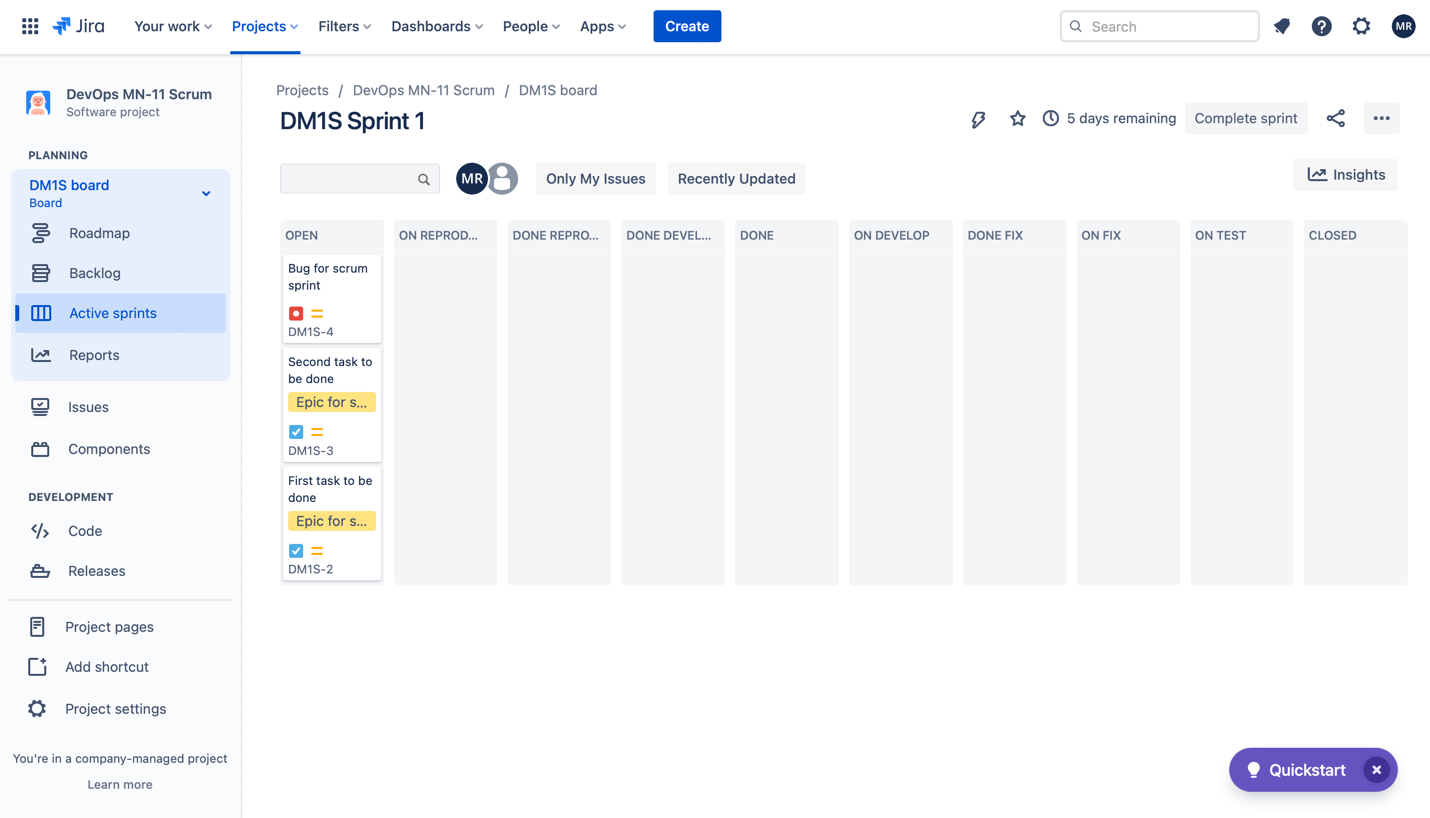 Jira
Your work
Projects
Filters
Dashboards
People
Apps
Create
Search
MR
DevOps MN-11 Scrum
Software project
PLANNING
DM1S board
Board
Roadmap
Backlog
Active sprints
Reports
Issues
Components
DEVELOPMENT
Code
Releases
Project pages
Add shortcut
Project settings
You're in a company-managed project
Learn more
Projects / DevOps MN-11 Scrum / DM1S board
DM1S Sprint 1
5 days remaining
Complete sprint
MR
Only My Issues
Recently Updated
Insights
OPEN
ON REPROD...
DONE REPRO...
DONE DEVEL...
DONE
ON DEVELOP
DONE FIX
ON FIX
ON TEST
CLOSED
Bug for scrum
sprint
DM1S-4
Second task to
be done
Epic for s...
DM1S-3
First task to be
done
Epic for s...
DM1S-2
Quickstart